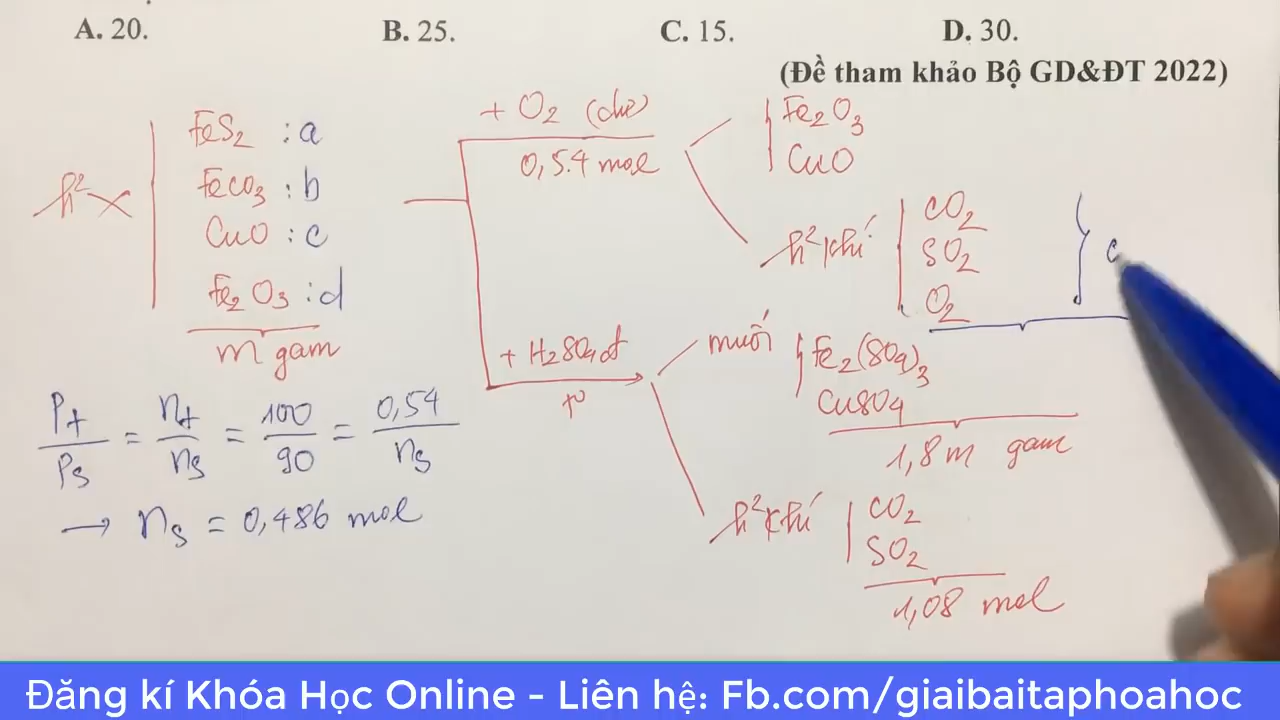 A. 20. B. 25. C. 15. D. 30.
(Đề tham khảo Bộ GD&ĐT 2022)
h² X
FeS₂ : a
FeCO₃ : b
CuO : c
Fe₂O₃ : d
m gam
+ O₂ (dư)
0,54 mol
Fe₂O₃
CuO
h² khí
CO₂
SO₂
O₂
c
+ H₂SO₄ đ
t⁰
muối
Fe₂(SO₄)₃
CuSO₄
1,8m gam
h² khí
CO₂
SO₂
1,08 mol
Pt/Ps = nt/ns = 100/90 = 0,54/ns
→ ns = 0,486 mol
Đăng kí Khóa Học Online - Liên hệ: Fb.com/giaibaitaphoahoc